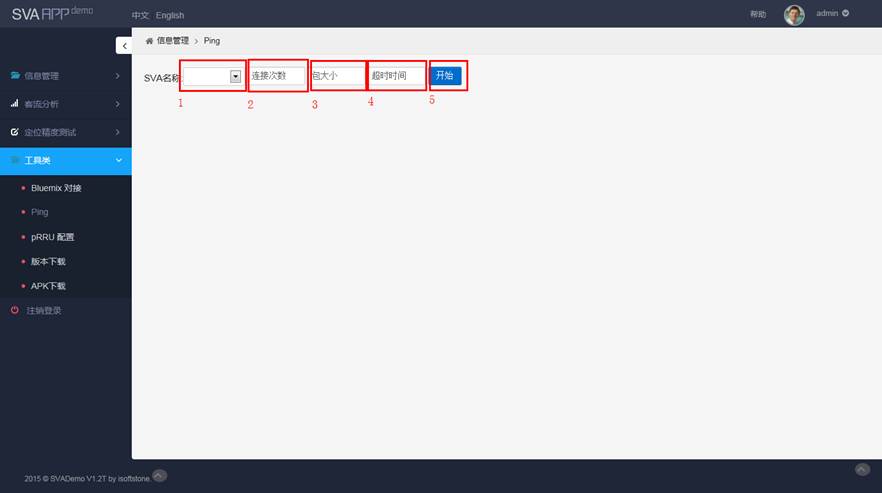 SVA APP demo
中文 English
帮助
admin
信息管理 > Ping
信息管理
客流分析
定位精度测试
工具类
Bluemix 对接
Ping
pRRU 配置
版本下载
APK下载
注销登录
SVA名称: 连接次数 包大小 超时时间 开始
1 2 3 4 5
2015 © SVADemo V1.2T by isoftstone.